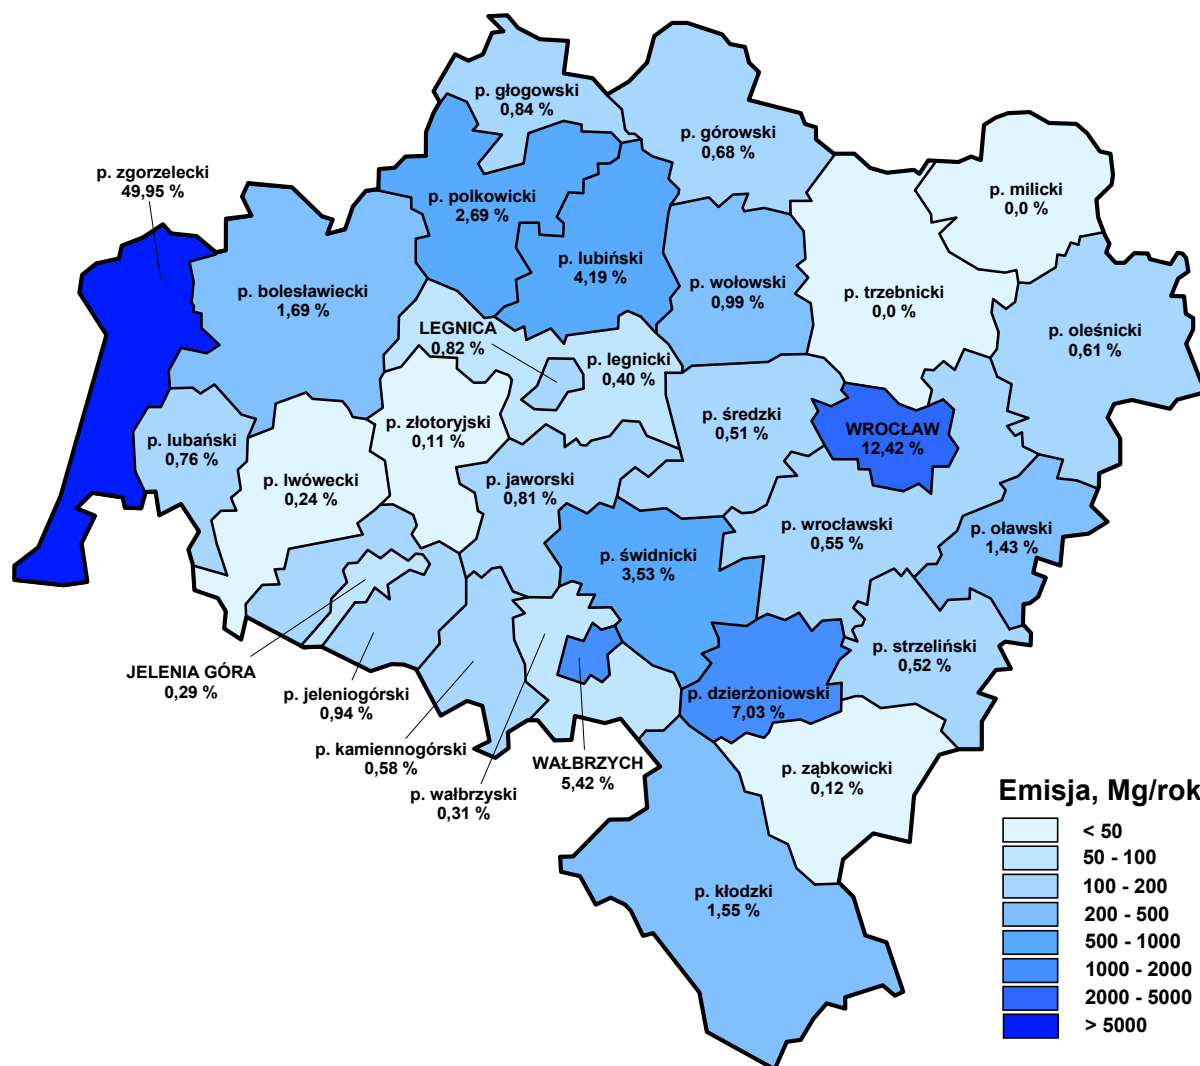 p. głogowski
0,84 %
p. górowski
0,68 %
p. zgorzelecki
49,95 %
p. polkowicki
2,69 %
p. milicki
0,0 %
p. lubiński
4,19 %
p. wołowski
0,99 %
p. trzebnicki
0,0 %
p. bolesławiecki
1,69 %
p. oleśnicki
0,61 %
LEGNICA
0,82 %
p. legnicki
0,40 %
p. złotoryjski
0,11 %
p. średzki
0,51 %
WROCŁAW
12,42 %
p. lubański
0,76 %
p. lwówecki
0,24 %
p. jaworski
0,81 %
p. wrocławski
0,55 %
p. oławski
1,43 %
p. świdnicki
3,53 %
p. strzeliński
0,52 %
JELENIA GÓRA
0,29 %
p. jeleniogórski
0,94 %
p. dzierżoniowski
7,03 %
p. kamiennogórski
0,58 %
WAŁBRZYCH
5,42 %
p. wałbrzyski
0,31 %
p. ząbkowicki
0,12 %
p. kłodzki
1,55 %
Emisja, Mg/rok
< 50
50 - 100
100 - 200
200 - 500
500 - 1000
1000 - 2000
2000 - 5000
> 5000